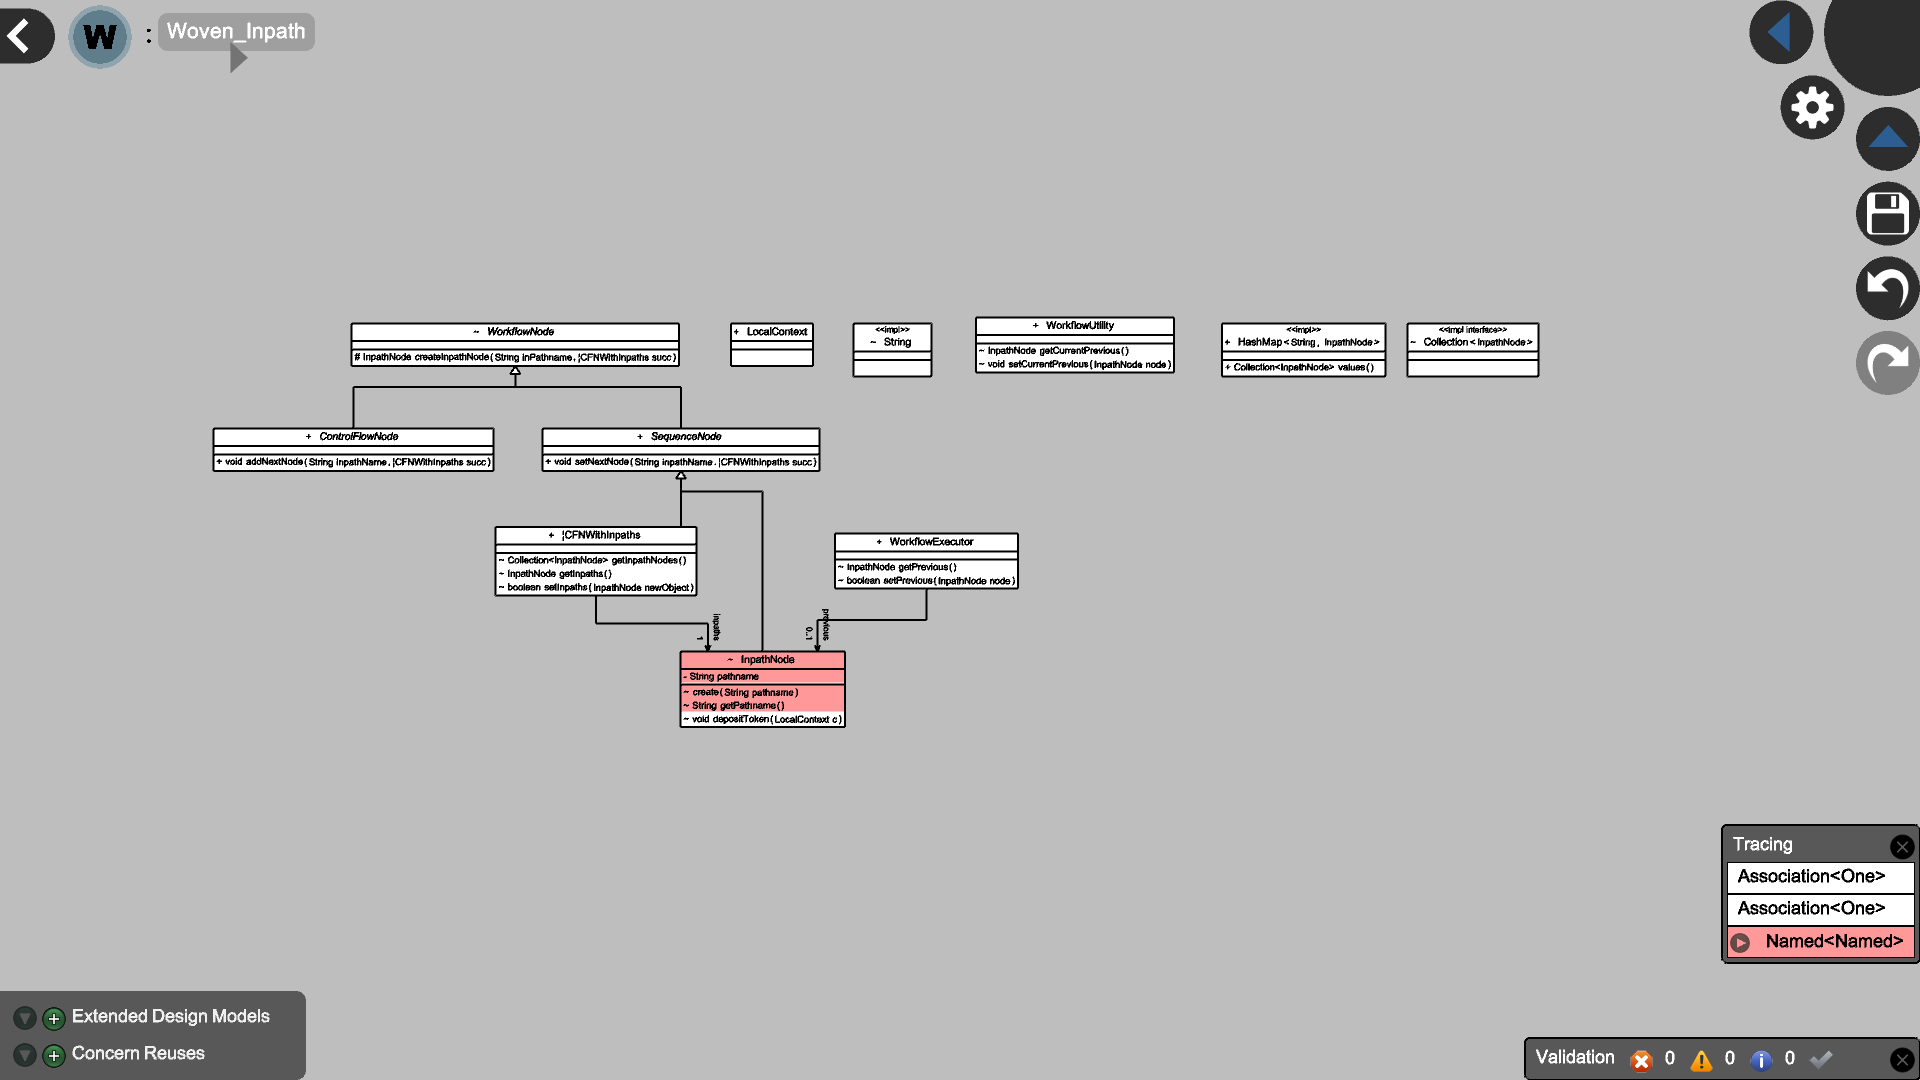 W : Woven_Inpath
~ WorkflowNode
# InpathNode createInpathNode(String inPathname, |CFNWithInpaths succ)
+ LocalContext
<<impl>>
~ String
+ WorkflowUtility
~ InpathNode getCurrentPrevious()
~ void setCurrentPrevious(InpathNode node)
<<impl>>
+ HashMap<String, InpathNode>
+ Collection<InpathNode> values()
<<impl interface>>
~ Collection<InpathNode>
+ ControlFlowNode
+ void addNextNode(String inpathName, |CFNWithInpaths succ)
+ SequenceNode
+ void setNextNode(String inpathName, |CFNWithInpaths succ)
+ |CFNWithInpaths
~ Collection<InpathNode> getInpathNodes()
~ InpathNode getInpaths()
~ boolean setInpaths(InpathNode newObject)
+ WorkflowExecutor
~ InpathNode getPrevious()
~ boolean setPrevious(InpathNode node)
1
inpaths
0..1
previous
~ InpathNode
- String pathname
~ create(String pathname)
~ String getPathname()
~ void depositToken(LocalContext c)
Tracing
Association<One>
Association<One>
Named<Named>
Extended Design Models
Concern Reuses
Validation 0 0 0